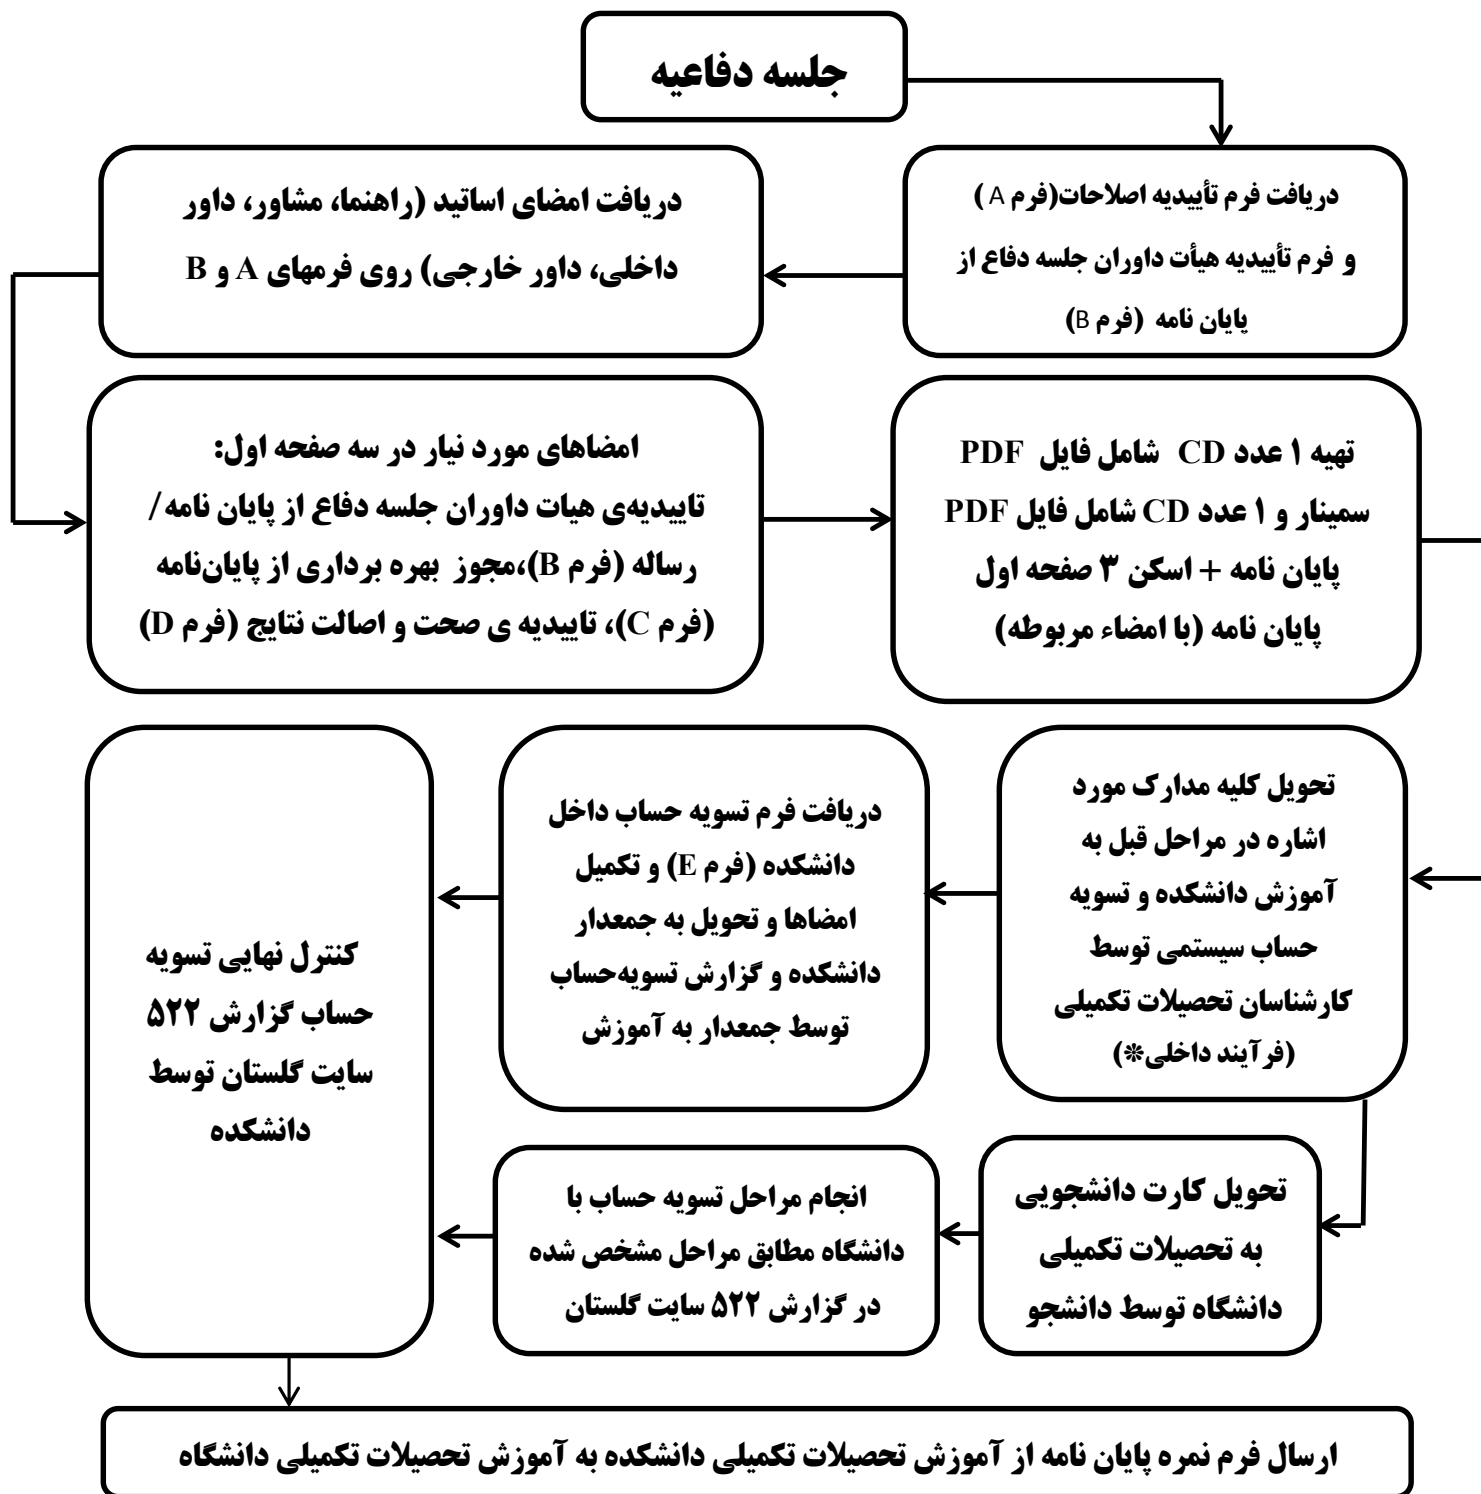 جلسه دفاعیه
دریافت فرم تأییدیه اصلاحات(فرم A )
و فرم تأییدیه هیأت داوران جلسه دفاع از
پایان نامه (فرم B)
دریافت امضای اساتید (راهنما، مشاور، داور
داخلی، داور خارجی) روی فرمهای A و B
امضاهای مورد نیار در سه صفحه اول:
تاییدیه‌ی هیات داوران جلسه دفاع از پایان نامه/
رساله (فرم B)،مجوز بهره برداری از پایان‌نامه
(فرم C)، تاییدیه ی صحت و اصالت نتایج (فرم D)
تهیه ۱ عدد CD شامل فایل PDF
سمینار و ۱ عدد CD شامل فایل PDF
پایان نامه + اسکن ۳ صفحه اول
پایان نامه (با امضاء مربوطه)
تحویل کلیه مدارک مورد
اشاره در مراحل قبل به
آموزش دانشکده و تسویه
حساب سیستمی توسط
کارشناسان تحصیلات تکمیلی
(فرآیند داخلی*)
دریافت فرم تسویه حساب داخل
دانشکده (فرم E) و تکمیل
امضاها و تحویل به جمعدار
دانشکده و گزارش تسویه‌حساب
توسط جمعدار به آموزش
کنترل نهایی تسویه
حساب گزارش ۵۲۲
سایت گلستان توسط
دانشکده
تحویل کارت دانشجویی
به تحصیلات تکمیلی
دانشگاه توسط دانشجو
انجام مراحل تسویه حساب با
دانشگاه مطابق مراحل مشخص شده
در گزارش ۵۲۲ سایت گلستان
ارسال فرم نمره پایان نامه از آموزش تحصیلات تکمیلی دانشکده به آموزش تحصیلات تکمیلی دانشگاه